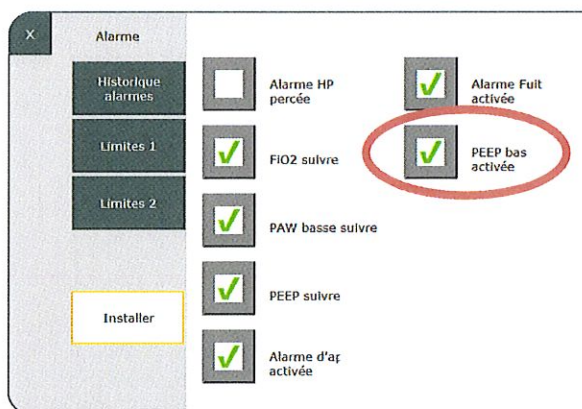 X
Alarme
Historique
alarmes
Limites 1
Limites 2
Installer
Alarme HP
percée
FiO2 suivre
PAW basse suivre
PEEP suivre
Alarme d'ap
activée
Alarme Fuit
activée
PEEP bas
activée